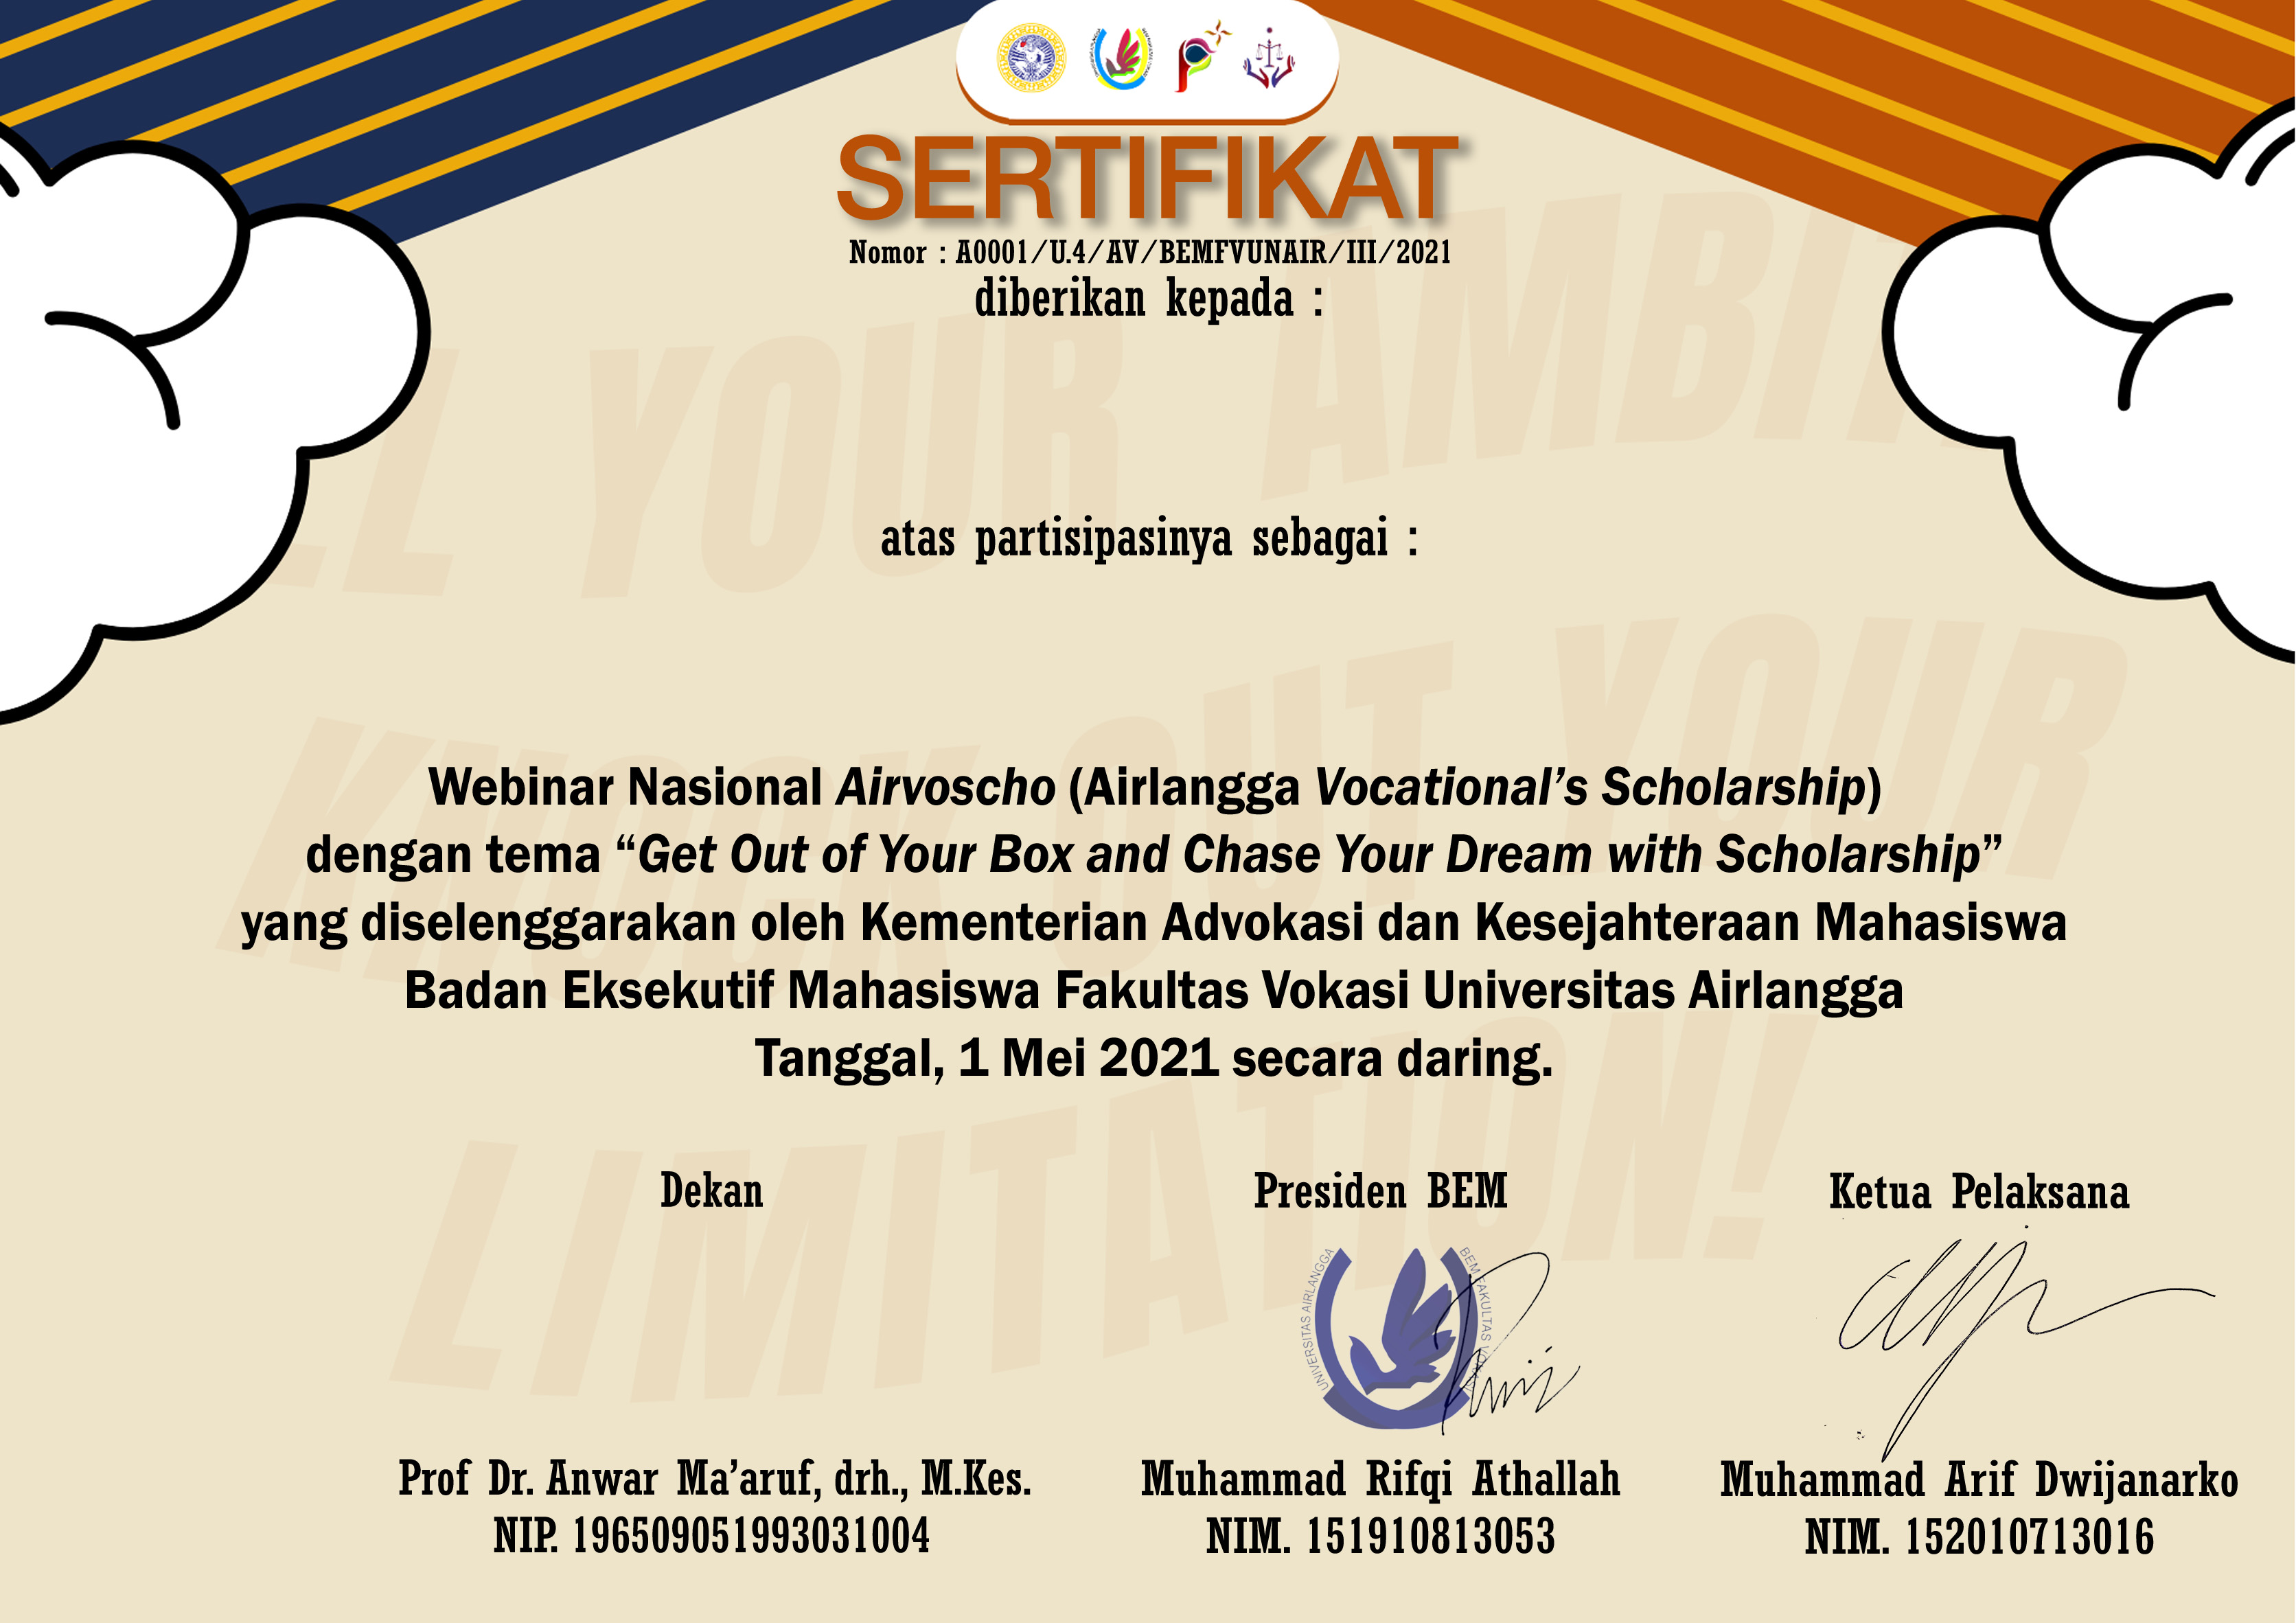 SERTIFIKAT
Nomor : A0001/U.4/AV/BEMFVUNAIR/III/2021
diberikan kepada :
YOUR AMBIT
atas partisipasinya sebagai :
KNOCK OUT YOUR
Webinar Nasional Airvoscho (Airlangga Vocational’s Scholarship)
dengan tema “Get Out of Your Box and Chase Your Dream with Scholarship”
yang diselenggarakan oleh Kementerian Advokasi dan Kesejahteraan Mahasiswa
Badan Eksekutif Mahasiswa Fakultas Vokasi Universitas Airlangga
Tanggal, 1 Mei 2021 secara daring.
LIMITATION!
Dekan
Presiden BEM
Ketua Pelaksana
UNIVERSITAS AIRLANGGA
BEM FAKULTAS VOKASI
Prof Dr. Anwar Ma’aruf, drh., M.Kes.
NIP. 196509051993031004
Muhammad Rifqi Athallah
NIM. 151910813053
Muhammad Arif Dwijanarko
NIM. 152010713016